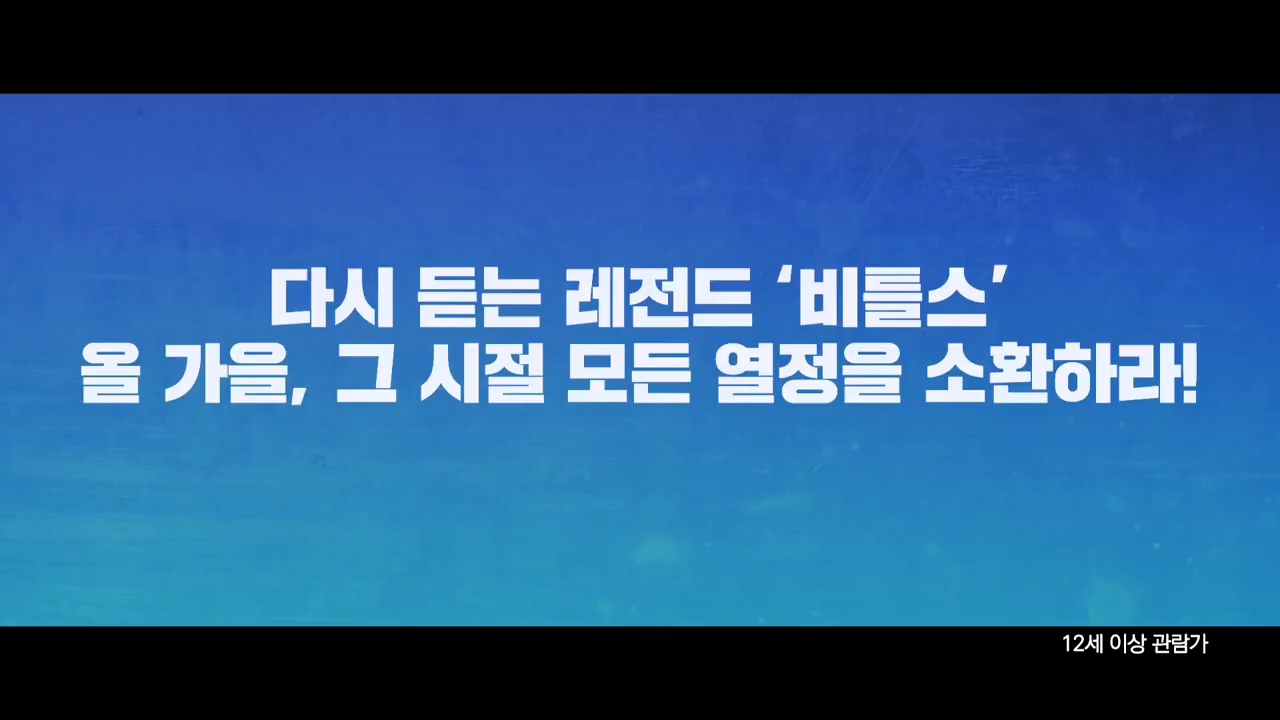 다시 듣는 레전드 ‘비틀스’
올 가을, 그 시절 모든 열정을 소환하라!
12세 이상 관람가